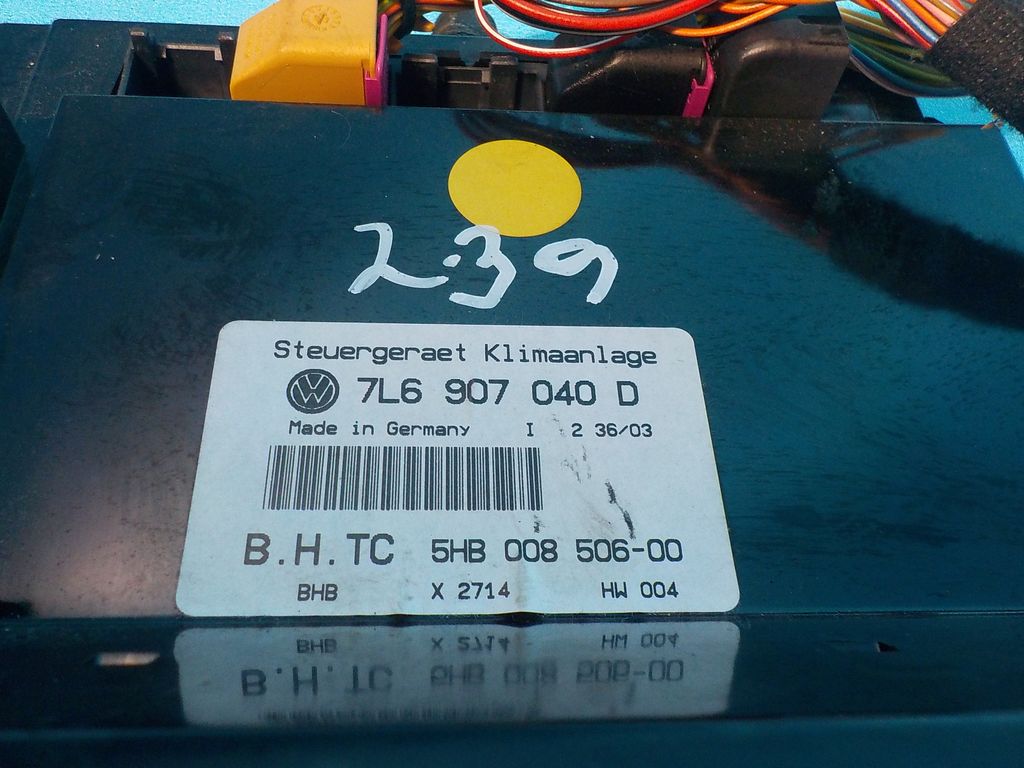 2.39
Steuergeraet Klimaanlage
7L6 907 040 D
Made in Germany I 2 36/03
B.H.TC 5HB 008 506-00
BHB X 2714 HW 004